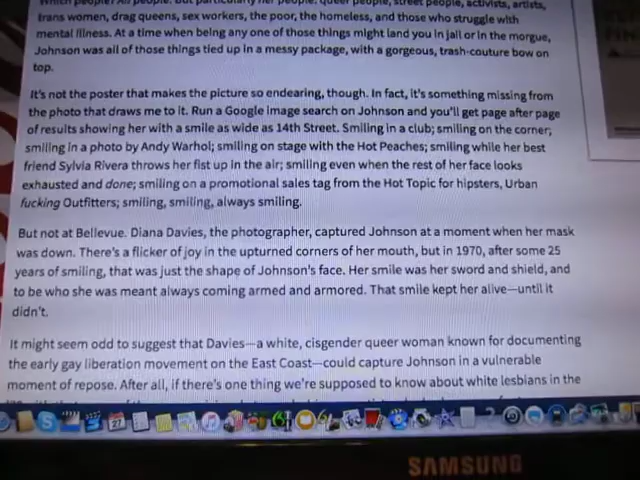 Which people? All people. But particularly her people: queer people, street people, activists, artists,
trans women, drag queens, sex workers, the poor, the homeless, and those who struggle with
mental illness. At a time when being any one of those things might land you in jail or in the morgue,
Johnson was all of those things tied up in a messy package, with a gorgeous, trash-couture bow on
top.
It's not the poster that makes the picture so endearing, though. In fact, it's something missing from
the photo that draws me to it. Run a Google Image search on Johnson and you'll get page after page
of results showing her with a smile as wide as 14th Street. Smiling in a club; smiling on the corner;
smiling in a photo by Andy Warhol; smiling on stage with the Hot Peaches; smiling while her best
friend Sylvia Rivera throws her fist up in the air; smiling even when the rest of her face looks
exhausted and done; smiling on a promotional sales tag from the Hot Topic for hipsters, Urban
fucking Outfitters; smiling, smiling, always smiling.
But not at Bellevue. Diana Davies, the photographer, captured Johnson at a moment when her mask
was down. There's a flicker of joy in the upturned corners of her mouth, but in 1970, after some 25
years of smiling, that was just the shape of Johnson's face. Her smile was her sword and shield, and
to be who she was meant always coming armed and armored. That smile kept her alive—until it
didn't.
It might seem odd to suggest that Davies—a white, cisgender queer woman known for documenting
the early gay liberation movement on the East Coast—could capture Johnson in a vulnerable
moment of repose. After all, if there's one thing we're supposed to know about white lesbians in the
27
SAMSUNG